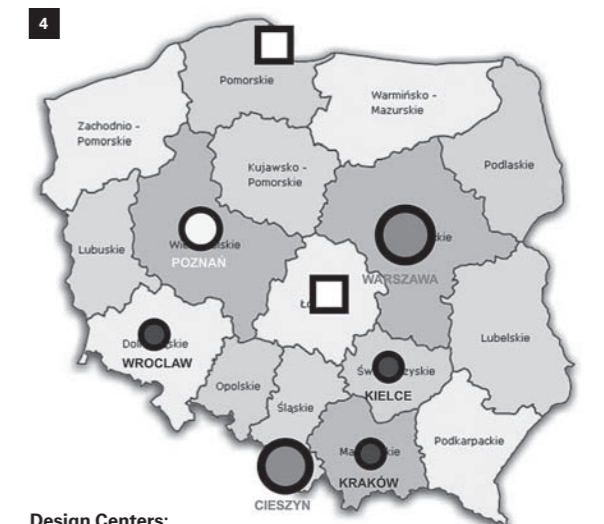 4
Pomorskie
Warmińsko -
Mazurskie
Zachodnio -
Pomorskie
Kujawsko -
Pomorskie
Podlaskie
Lubuskie
POZNAŃ
WARSZAWA
Lubelskie
WROCLAW
Opolskie
Śląskie
KIELCE
Podkarpackie
KRAKÓW
CIESZYN
Design Centers: